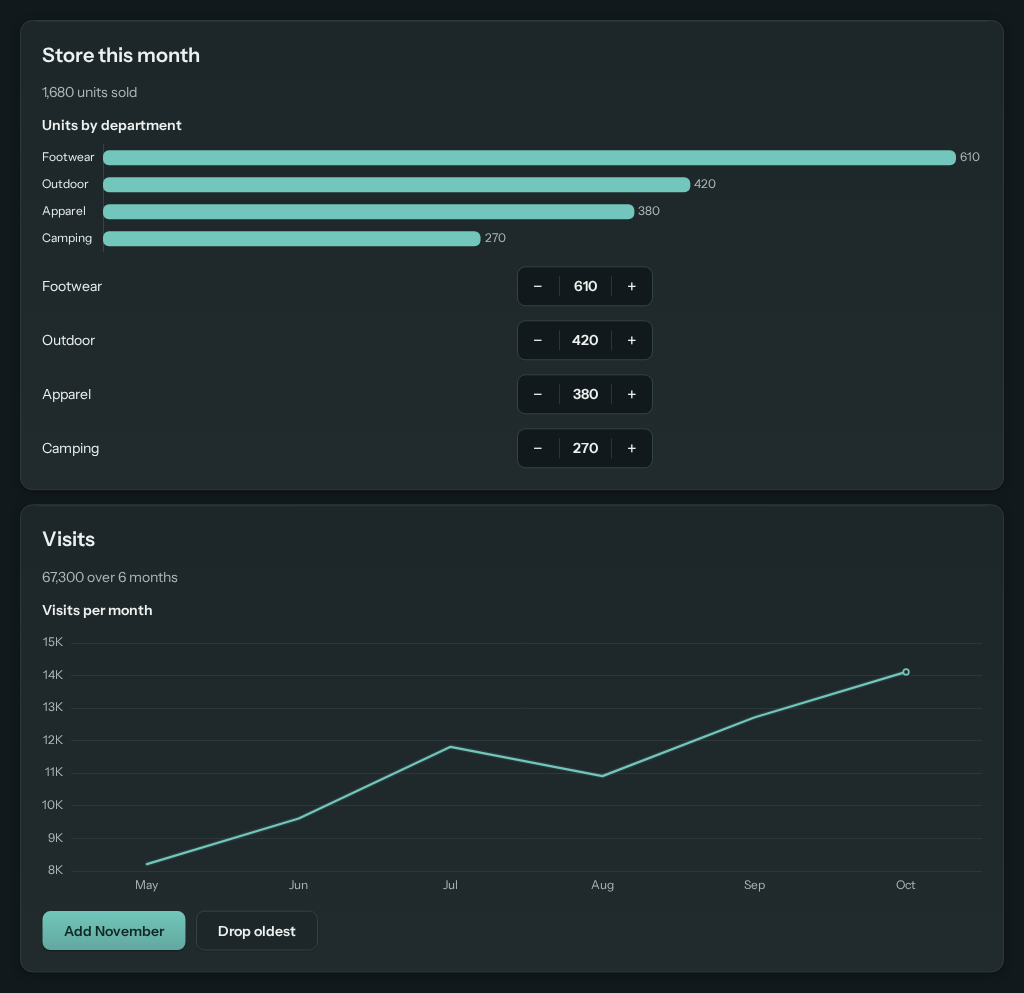 Store this month
1,680 units sold
Units by department
Footwear 610
Outdoor 420
Apparel 380
Camping 270
Footwear − 610 +
Outdoor − 420 +
Apparel − 380 +
Camping − 270 +
Visits
67,300 over 6 months
Visits per month
15K
14K
13K
12K
11K
10K
9K
8K
May Jun Jul Aug Sep Oct
Add November Drop oldest